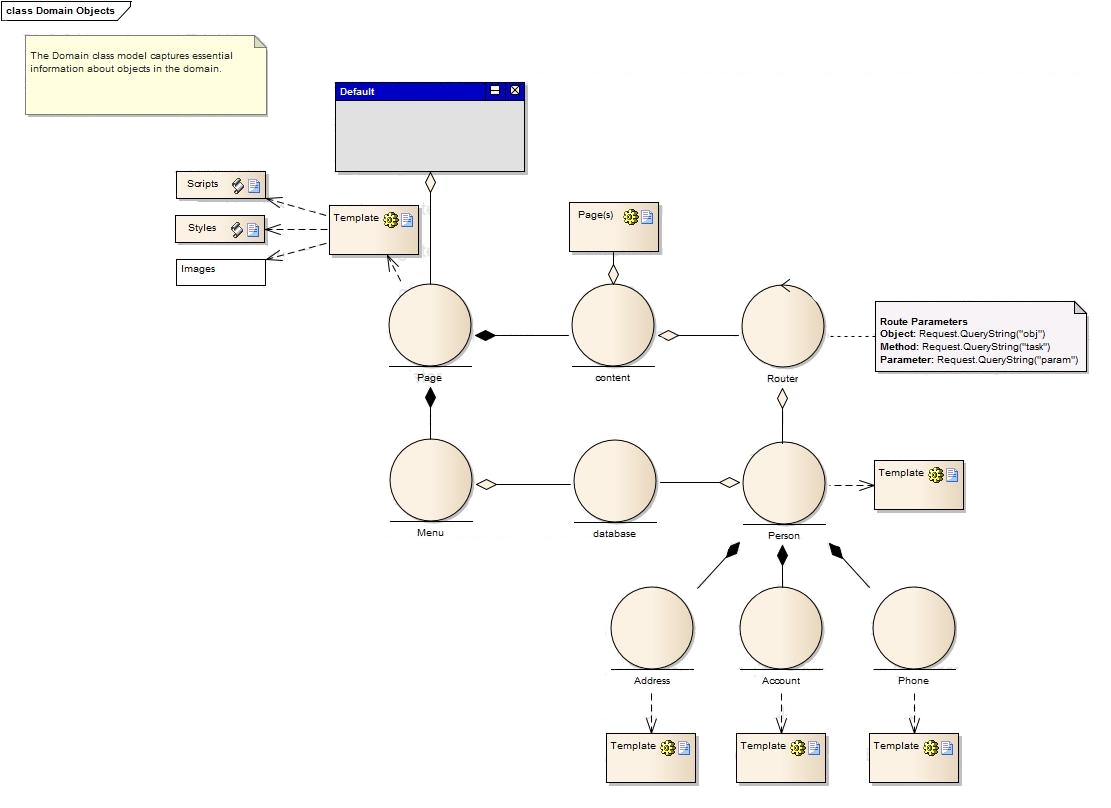 class Domain Objects
The Domain class model captures essential
information about objects in the domain.
Default
Scripts
Styles
Images
Template
Page(s)
Page
content
Router
Route Parameters
Object: Request.QueryString("obj")
Method: Request.QueryString("task")
Parameter: Request.QueryString("param")
Menu
database
Person
Template
Address
Account
Phone
Template
Template
Template